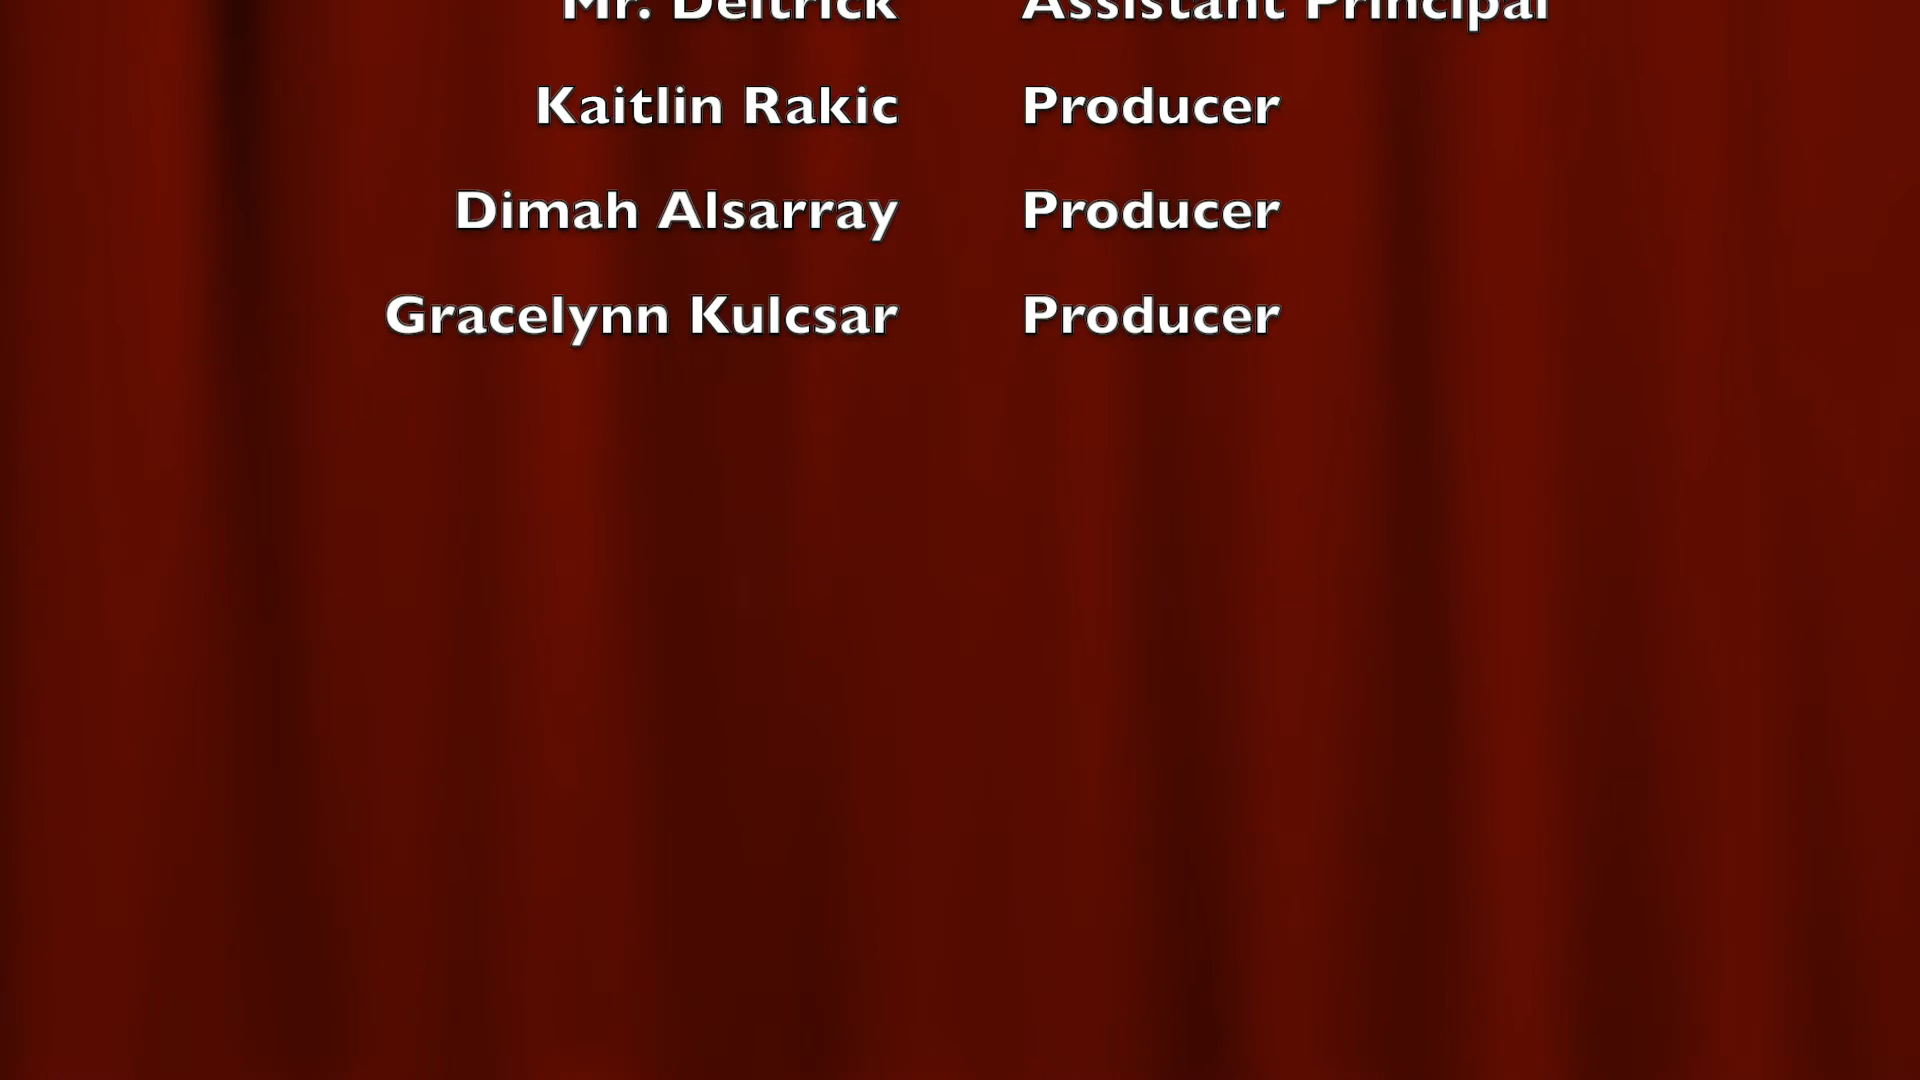 Mr. Deitrick Assistant Principal
Kaitlin Rakic Producer
Dimah Alsarray Producer
Gracelynn Kulcsar Producer